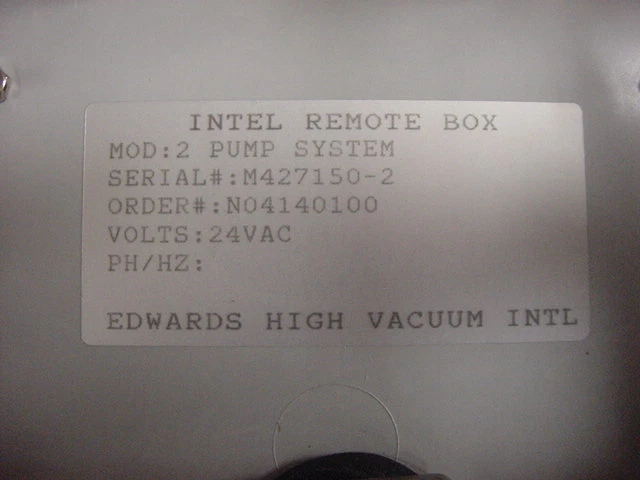 INTEL REMOTE BOX
MOD:2 PUMP SYSTEM
SERIAL#:M427150-2
ORDER#:N04140100
VOLTS:24VAC
PH/HZ:
EDWARDS HIGH VACUUM INTL